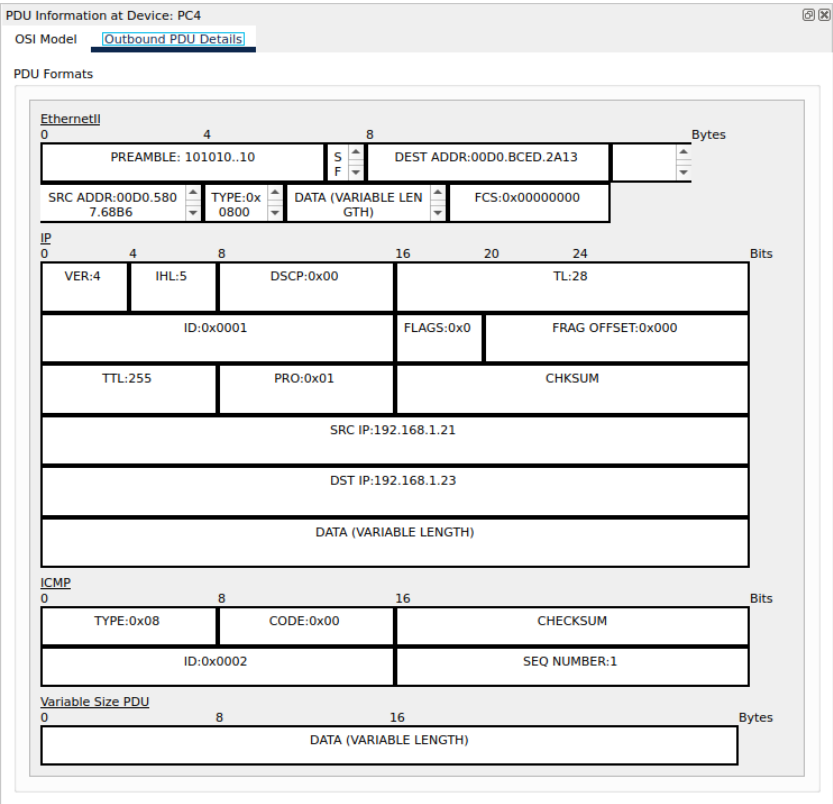 PDU Information at Device: PC4
OSI Model Outbound PDU Details
PDU Formats
EthernetII
0 4 8 Bytes
PREAMBLE: 101010..10 S F DEST ADDR:00D0.BCED.2A13
SRC ADDR:00D0.580 TYPE:0x DATA (VARIABLE LEN FCS:0x00000000
7.68B6 0800 GTH)
IP
0 4 8 16 20 24 Bits
VER:4 IHL:5 DSCP:0x00 TL:28
ID:0x0001 FLAGS:0x0 FRAG OFFSET:0x000
TTL:255 PRO:0x01 CHKSUM
SRC IP:192.168.1.21
DST IP:192.168.1.23
DATA (VARIABLE LENGTH)
ICMP
0 8 16 Bits
TYPE:0x08 CODE:0x00 CHECKSUM
ID:0x0002 SEQ NUMBER:1
Variable Size PDU
0 8 16 Bytes
DATA (VARIABLE LENGTH)